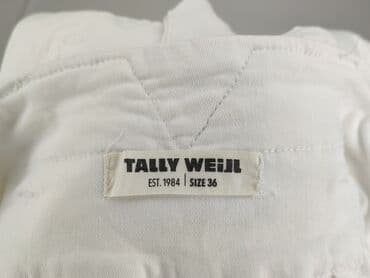 TALLY WEIJL
EST. 1984 | SIZE 36